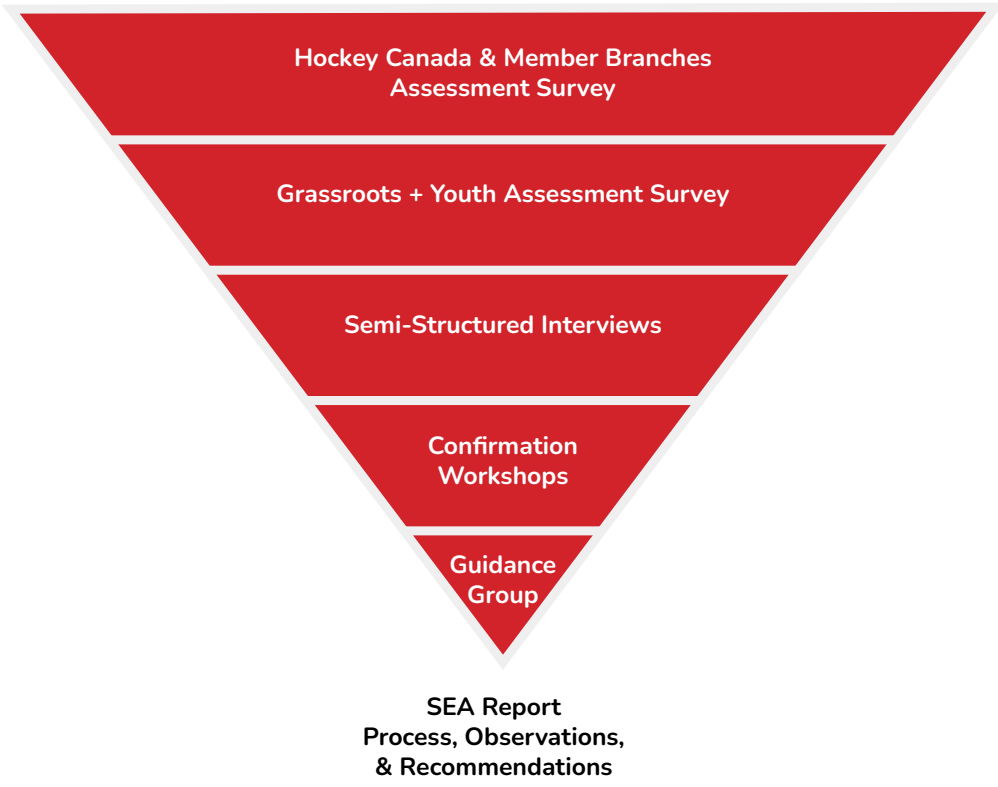 Hockey Canada & Member Branches
Assessment Survey
Grassroots + Youth Assessment Survey
Semi-Structured Interviews
Confirmation
Workshops
Guidance
Group
SEA Report
Process, Observations,
& Recommendations